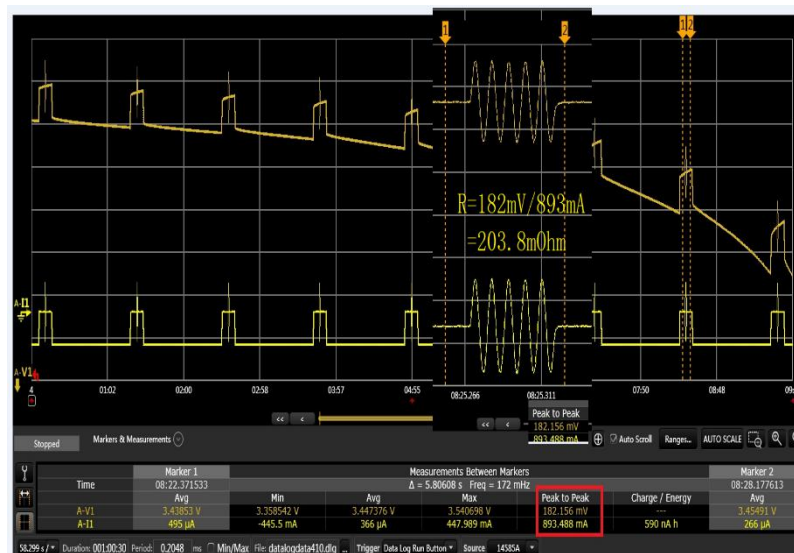 1
2
1 2
R=182mV/893mA
=203.8mOhm
A-I1
A-V1
4 01:02 02:00 02:58 03:57 04:55 08:25.266 08:25.311 07:50 08:48
Peak to Peak
182.156 mV
893.488 mA
Auto Scroll Ranges... AUTO SCALE
Stopped Markers & Measurements
Marker 1 Measurements Between Markers Marker 2
Time 08:22.371533 Δ = 5.80608 s Freq = 172 mHz 08:28.177613
Avg Min Avg Max Peak to Peak Charge / Energy Avg
A-V1 3.43853 V 3.358542 V 3.447376 V 3.540698 V 182.156 mV --- 3.45491 V
A-I1 495 µA -445.5 mA 366 µA 447.989 mA 893.488 mA 590 nA h 266 µA
58.299 s/ Duration: 001:00:30 Period: 0.2048 ms Min/Max File: datalogdata410.dlg ... Trigger Data Log Run Button Source 14585A